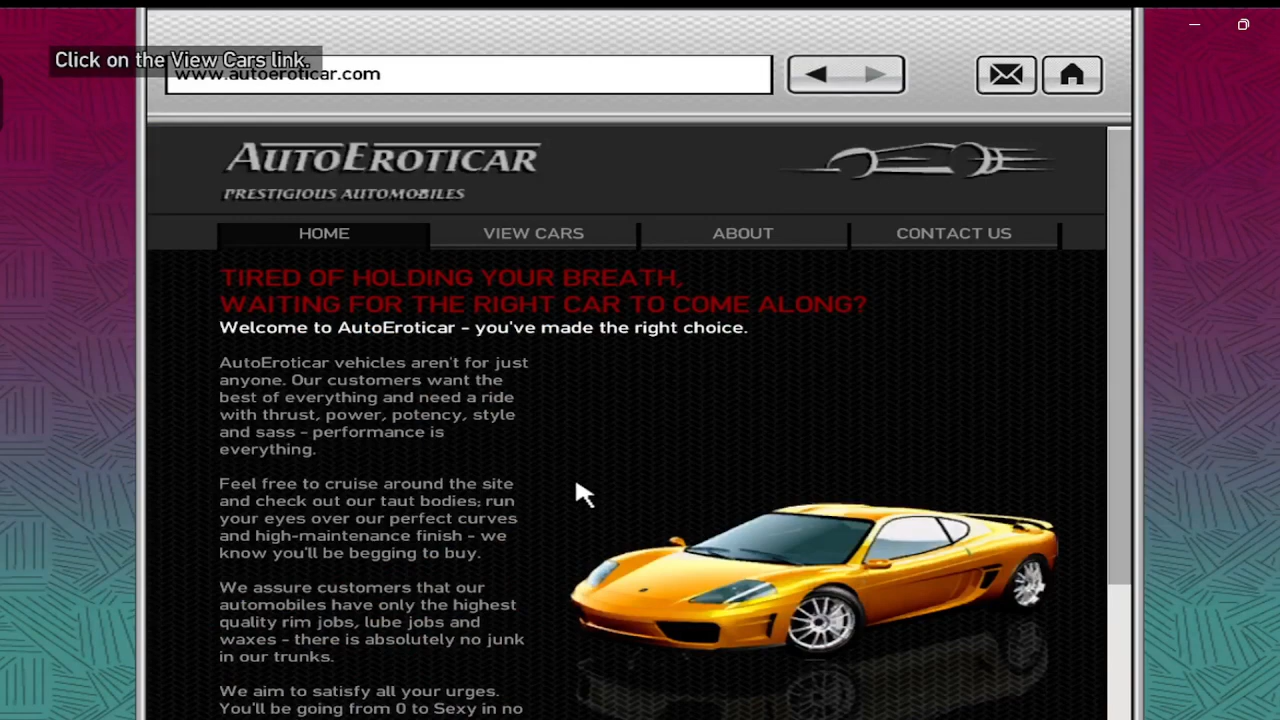 Click on the View Cars link.
www.autoeroticar.com
AUTOEROTICAR
PRESTIGIOUS AUTOMOBILES
HOME
VIEW CARS
ABOUT
CONTACT US
TIRED OF HOLDING YOUR BREATH,
WAITING FOR THE RIGHT CAR TO COME ALONG?
Welcome to AutoEroticar - you've made the right choice.
AutoEroticar vehicles aren't for just
anyone. Our customers want the
best of everything and need a ride
with thrust, power, potency, style
and sass - performance is
everything.
Feel free to cruise around the site
and check out our taut bodies; run
your eyes over our perfect curves
and high-maintenance finish - we
know you'll be begging to buy.
We assure customers that our
automobiles have only the highest
quality rim jobs, lube jobs and
waxes - there is absolutely no junk
in our trunks.
We aim to satisfy all your urges.
You'll be going from 0 to Sexy in no